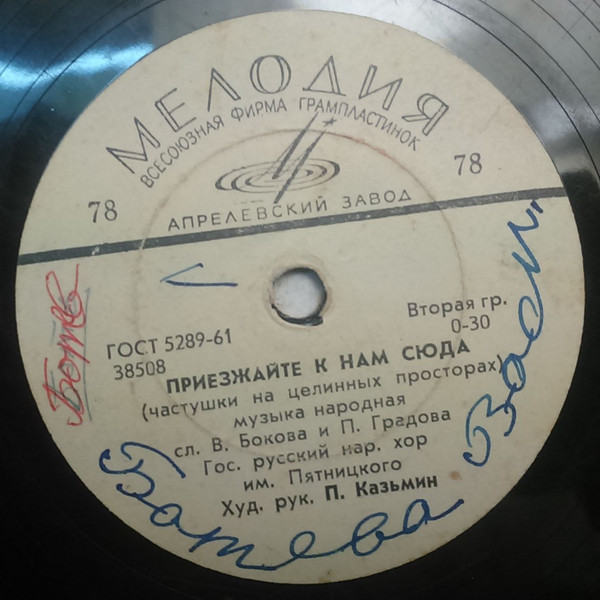 МЕЛОДИЯ
ВСЕСОЮЗНАЯ ФИРМА ГРАМПЛАСТИНОК
78
78
АПРЕЛЕВСКИЙ ЗАВОД
ГОСТ 5289-61
38508
Вторая гр.
0-30
ПРИЕЗЖАЙТЕ К НАМ СЮДА
(частушки на целинных просторах)
музыка народная
сл. В. Бокова и П. Градова
Гос. русский нар. хор
им. Пятницкого
Худ. рук. П. Казьмин
Ботева